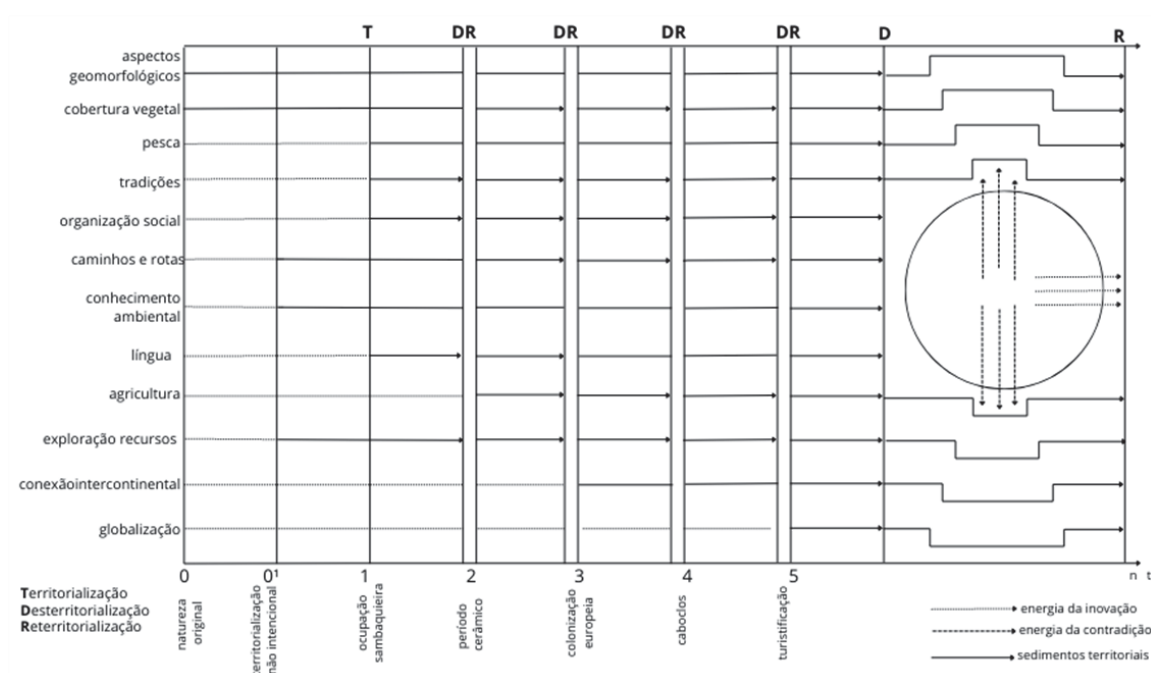 T DR DR DR DR D R
aspectos
geomorfológicos
cobertura vegetal
pesca
tradições
organização social
caminhos e rotas
conhecimento
ambiental
língua
agricultura
exploração recursos
conexãointercontinental
globalização
0 0¹ 1 2 3 4 5 n t
Territorialização
Desterritorialização
Reterritorialização
natureza
original
territorialização
não intencional
ocupação
sambaquieira
período
cerâmico
colonização
europeia
caboclos
turistificação
energia da inovação
energia da contradição
sedimentos territoriais